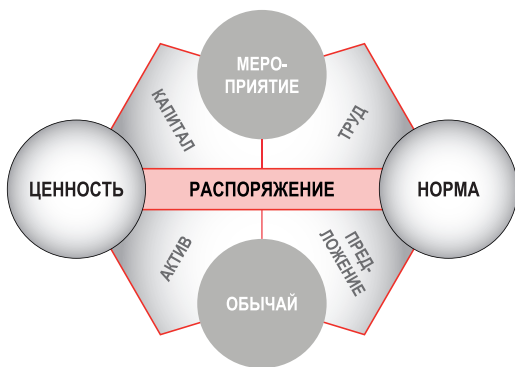 МЕРО-
ПРИЯТИЕ
КАПИТАЛ
ТРУД
ЦЕННОСТЬ
РАСПОРЯЖЕНИЕ
НОРМА
АКТИВ
ПРЕД-
ЛОЖЕНИЕ
ОБЫЧАЙ